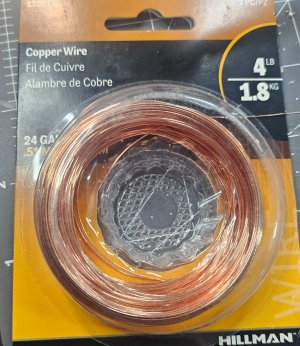 Copper Wire
Fil de Cuivre
Alambre de Cobre
4 LB
1.8 KG
24 GA
HILLMAN